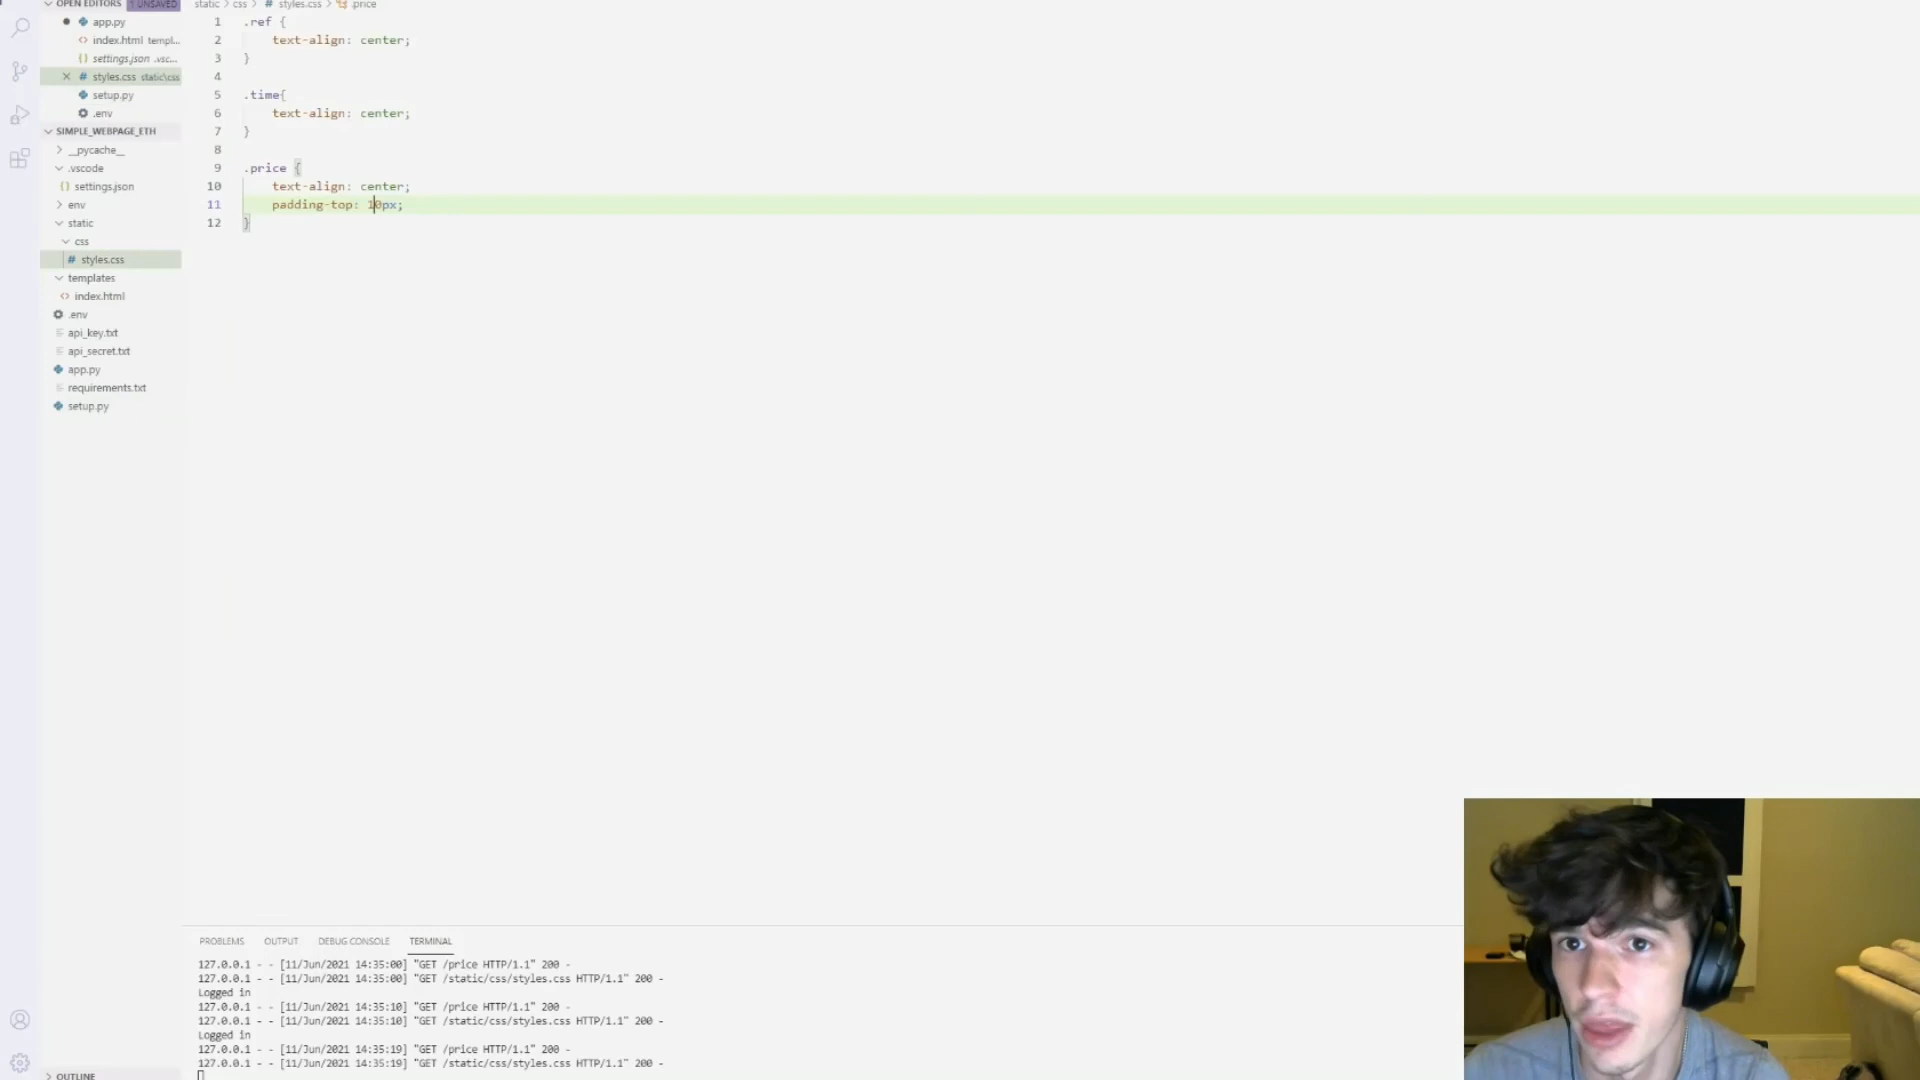 OPEN EDITORS 1 UNSAVED
app.py
index.html templ...
settings.json .vsc...
styles.css static\css
setup.py
.env
SIMPLE_WEBPAGE_ETH
__pycache__
.vscode
settings.json
env
static
css
styles.css
templates
index.html
.env
api_key.txt
api_secret.txt
app.py
requirements.txt
setup.py
OUTLINE
static > css > # styles.css > .price
1 .ref {
2 text-align: center;
3 }
4
5 .time{
6 text-align: center;
7 }
8
9 .price {
10 text-align: center;
11 padding-top: 10px;
12 }
PROBLEMS OUTPUT DEBUG CONSOLE TERMINAL
127.0.0.1 - - [11/Jun/2021 14:35:00] "GET /price HTTP/1.1" 200 -
127.0.0.1 - - [11/Jun/2021 14:35:00] "GET /static/css/styles.css HTTP/1.1" 200 -
Logged in
127.0.0.1 - - [11/Jun/2021 14:35:10] "GET /price HTTP/1.1" 200 -
127.0.0.1 - - [11/Jun/2021 14:35:10] "GET /static/css/styles.css HTTP/1.1" 200 -
Logged in
127.0.0.1 - - [11/Jun/2021 14:35:19] "GET /price HTTP/1.1" 200 -
127.0.0.1 - - [11/Jun/2021 14:35:19] "GET /static/css/styles.css HTTP/1.1" 200 -